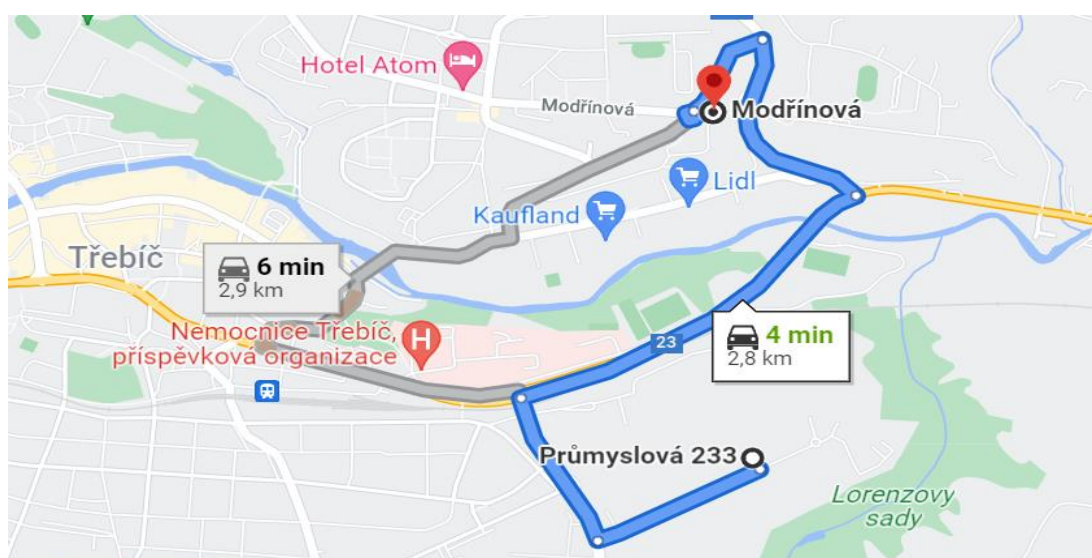 Hotel Atom
Modřínová
Modřínová
Lidl
Kaufland
Třebíč
6 min
2,9 km
Nemocnice Třebíč,
příspěvková organizace
H
23
4 min
2,8 km
Průmyslová 233
Lorenzovy
sady